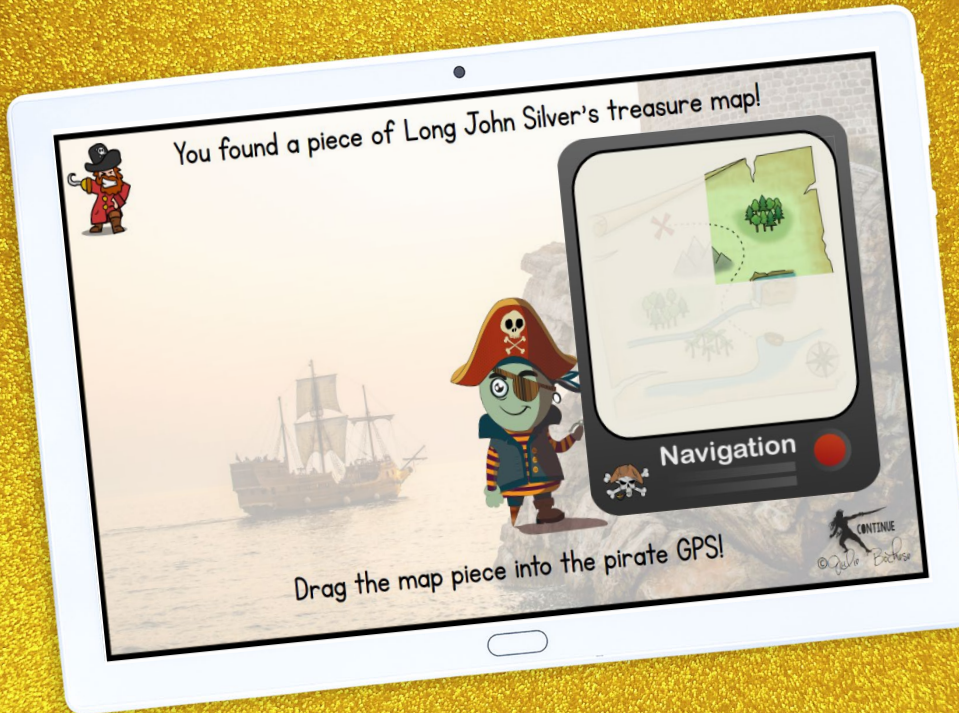 You found a piece of Long John Silver's treasure map!
Navigation
CONTINUE
Drag the map piece into the pirate GPS!